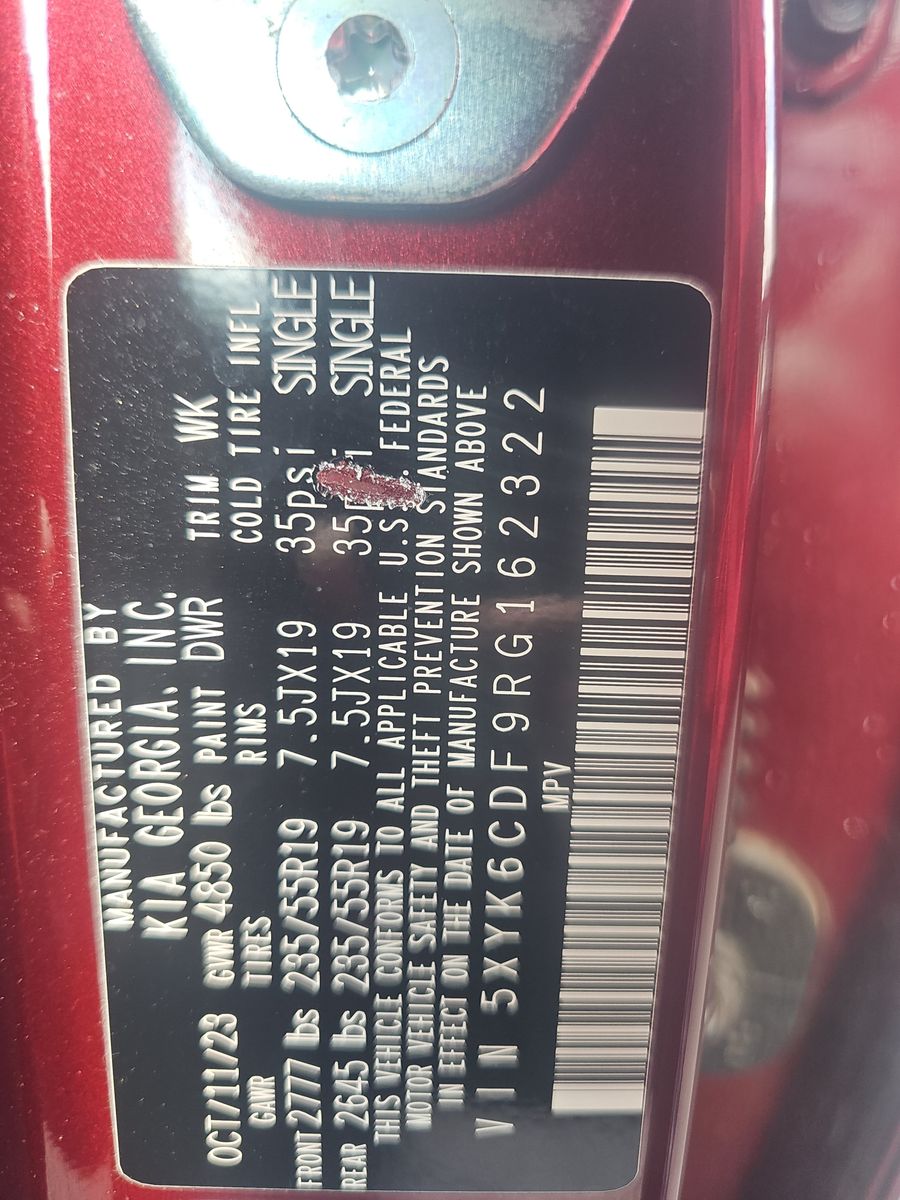 MANUFACTURED BY
KIA GEORGIA, INC.
OCT/11/23 GVWR 4850 lbs PAINT DWR TRIM WK
GAWR TIRES RIMS COLD TIRE INFL
FRONT 2777 lbs 235/55R19 7.5JX19 35psi SINGLE
REAR 2645 lbs 235/55R19 7.5JX19 35 SINGLE
THIS VEHICLE CONFORMS TO ALL APPLICABLE U.S. FEDERAL
MOTOR VEHICLE SAFETY AND THEFT PREVENTION STANDARDS
IN EFFECT ON THE DATE OF MANUFACTURE SHOWN ABOVE
VIN 5XYK6CDF9RG162322
MPV